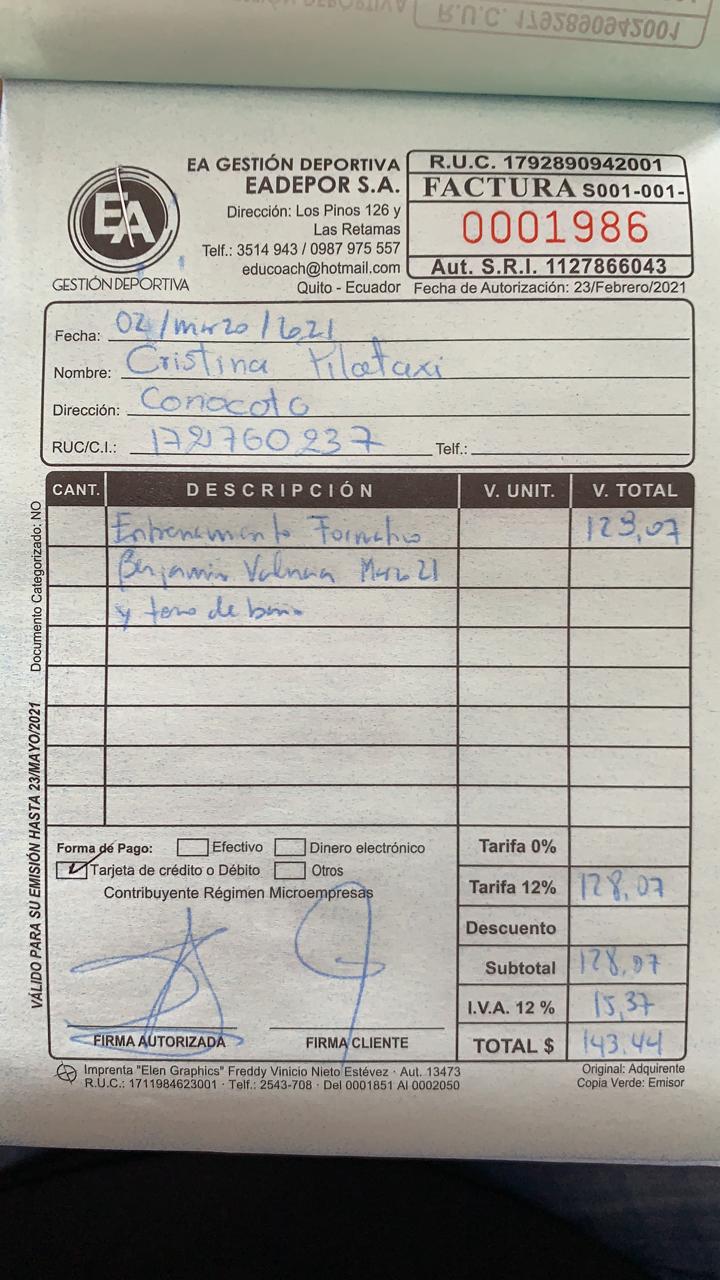 R.U.C. 1792890942001
EA
GESTIÓN DEPORTIVA
EA GESTIÓN DEPORTIVA
EADEPOR S.A.
Dirección: Los Pinos 126 y
Las Retamas
Telf.: 3514 943 / 0987 975 557
educoach@hotmail.com
Quito - Ecuador
R.U.C. 1792890942001
FACTURA S001-001-
0001986
Aut. S.R.I. 1127866043
Fecha de Autorización: 23/Febrero/2021
Fecha: 02/marzo/2021
Nombre: Cristina Pilataxi
Dirección: Conocoto
RUC/C.I.: 1721760237 Telf.:
CANT. DESCRIPCIÓN V. UNIT. V. TOTAL
Entrenamiento Formativo 128,07
Benjamin Valencia Marzo 21
y terno de baño
Forma de Pago: Efectivo Dinero electrónico
Tarjeta de crédito o Débito Otros
Contribuyente Régimen Microempresas
Tarifa 0%
Tarifa 12% 128,07
Descuento
Subtotal 128,07
I.V.A. 12 % 15,37
TOTAL $ 143,44
FIRMA AUTORIZADA FIRMA CLIENTE
Imprenta "Elen Graphics" Freddy Vinicio Nieto Estévez · Aut. 13473
R.U.C.: 1711984623001 · Telf.: 2543-708 · Del 0001851 Al 0002050
Original: Adquirente
Copia Verde: Emisor
VÁLIDO PARA SU EMISIÓN HASTA 23/MAYO/2021 Documento Categorizado: NO